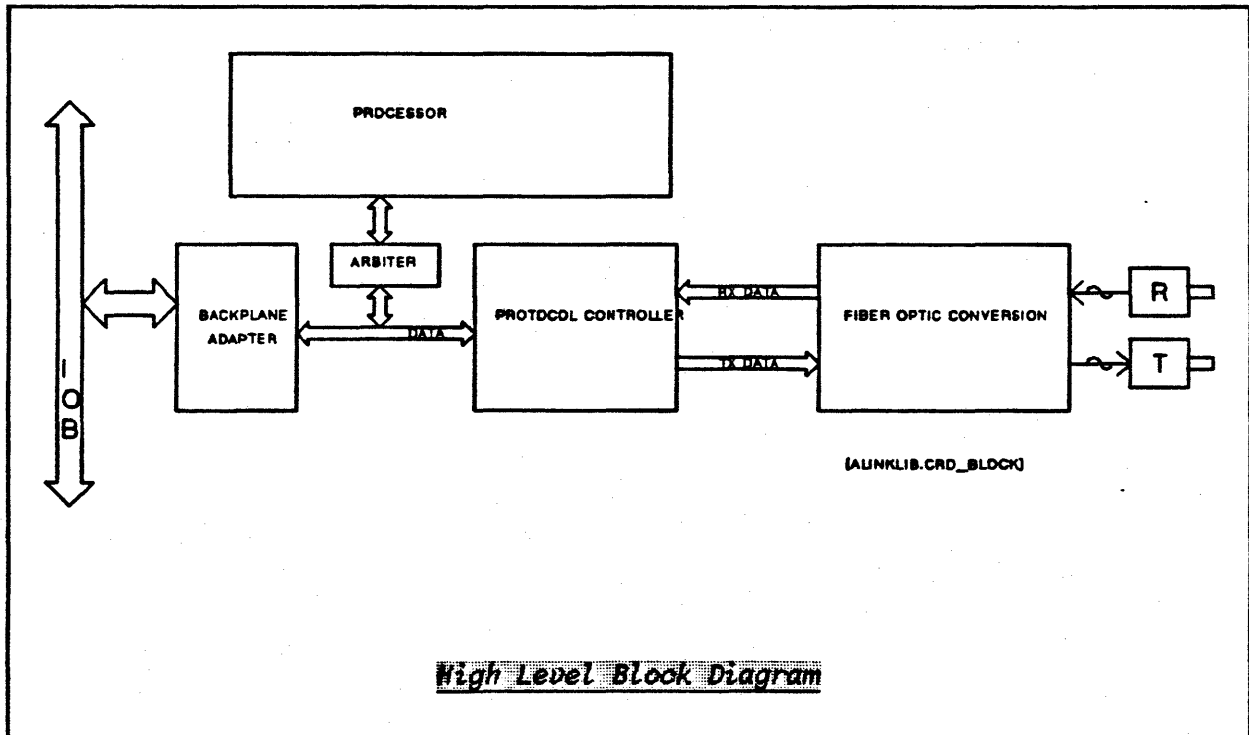 PROCESSOR
ARBITER
BACKPLANE
ADAPTER
DATA
PROTOCOL CONTROLLER
RX DATA
TX DATA
FIBER OPTIC CONVERSION
R
T
I
O
B
[ALINKLIB.CRD_BLOCK]
High Level Block Diagram